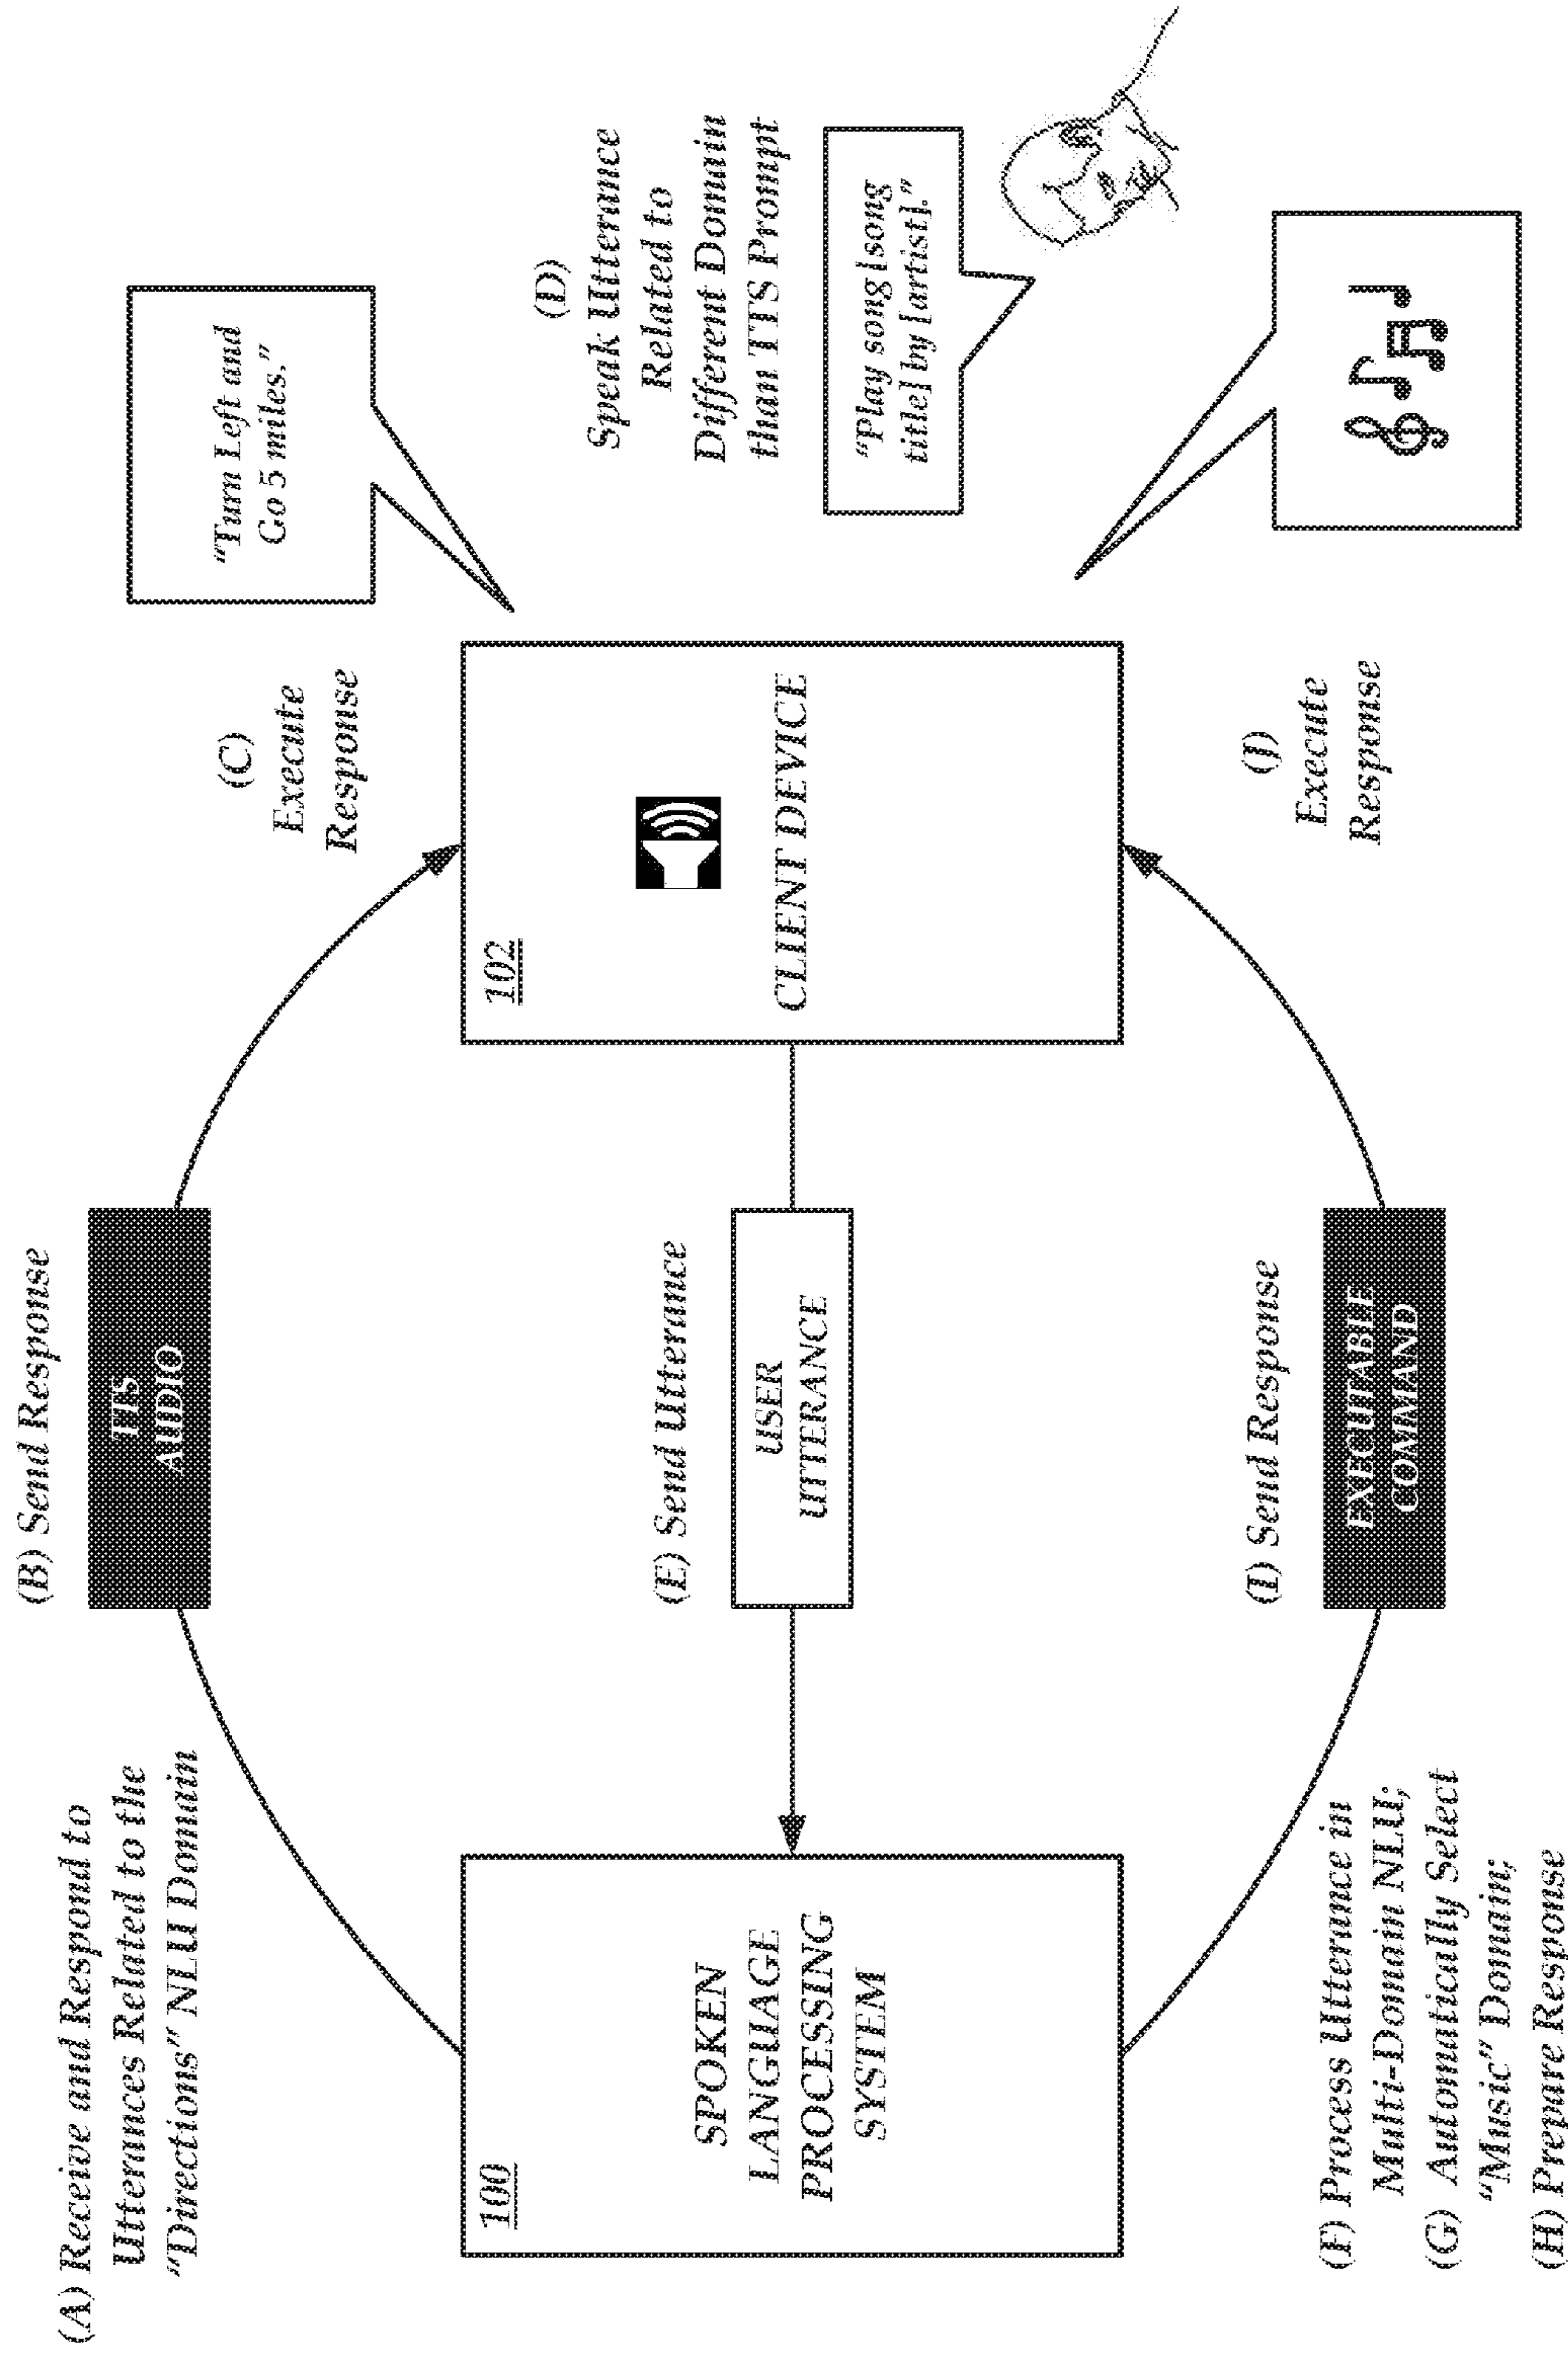 (A) Receive and Respond to
Utterances Related to the
"Directions" NLU Domain
(B) Send Response
TTS
AUDIO
(C)
Execute
Response
"Turn Left and
Go 5 miles."
100
SPOKEN
LANGUAGE
PROCESSING
SYSTEM
(E) Send Utterance
USER
UTTERANCE
102
CLIENT DEVICE
(D)
Speak Utterance
Related to
Different Domain
than TTS Prompt
"Play song [song
title] by [artist]."
(F) Process Utterance in
Multi-Domain NLU;
(G) Automatically Select
"Music" Domain;
(H) Prepare Response
(I) Send Response
EXECUTABLE
COMMAND
(J)
Execute
Response